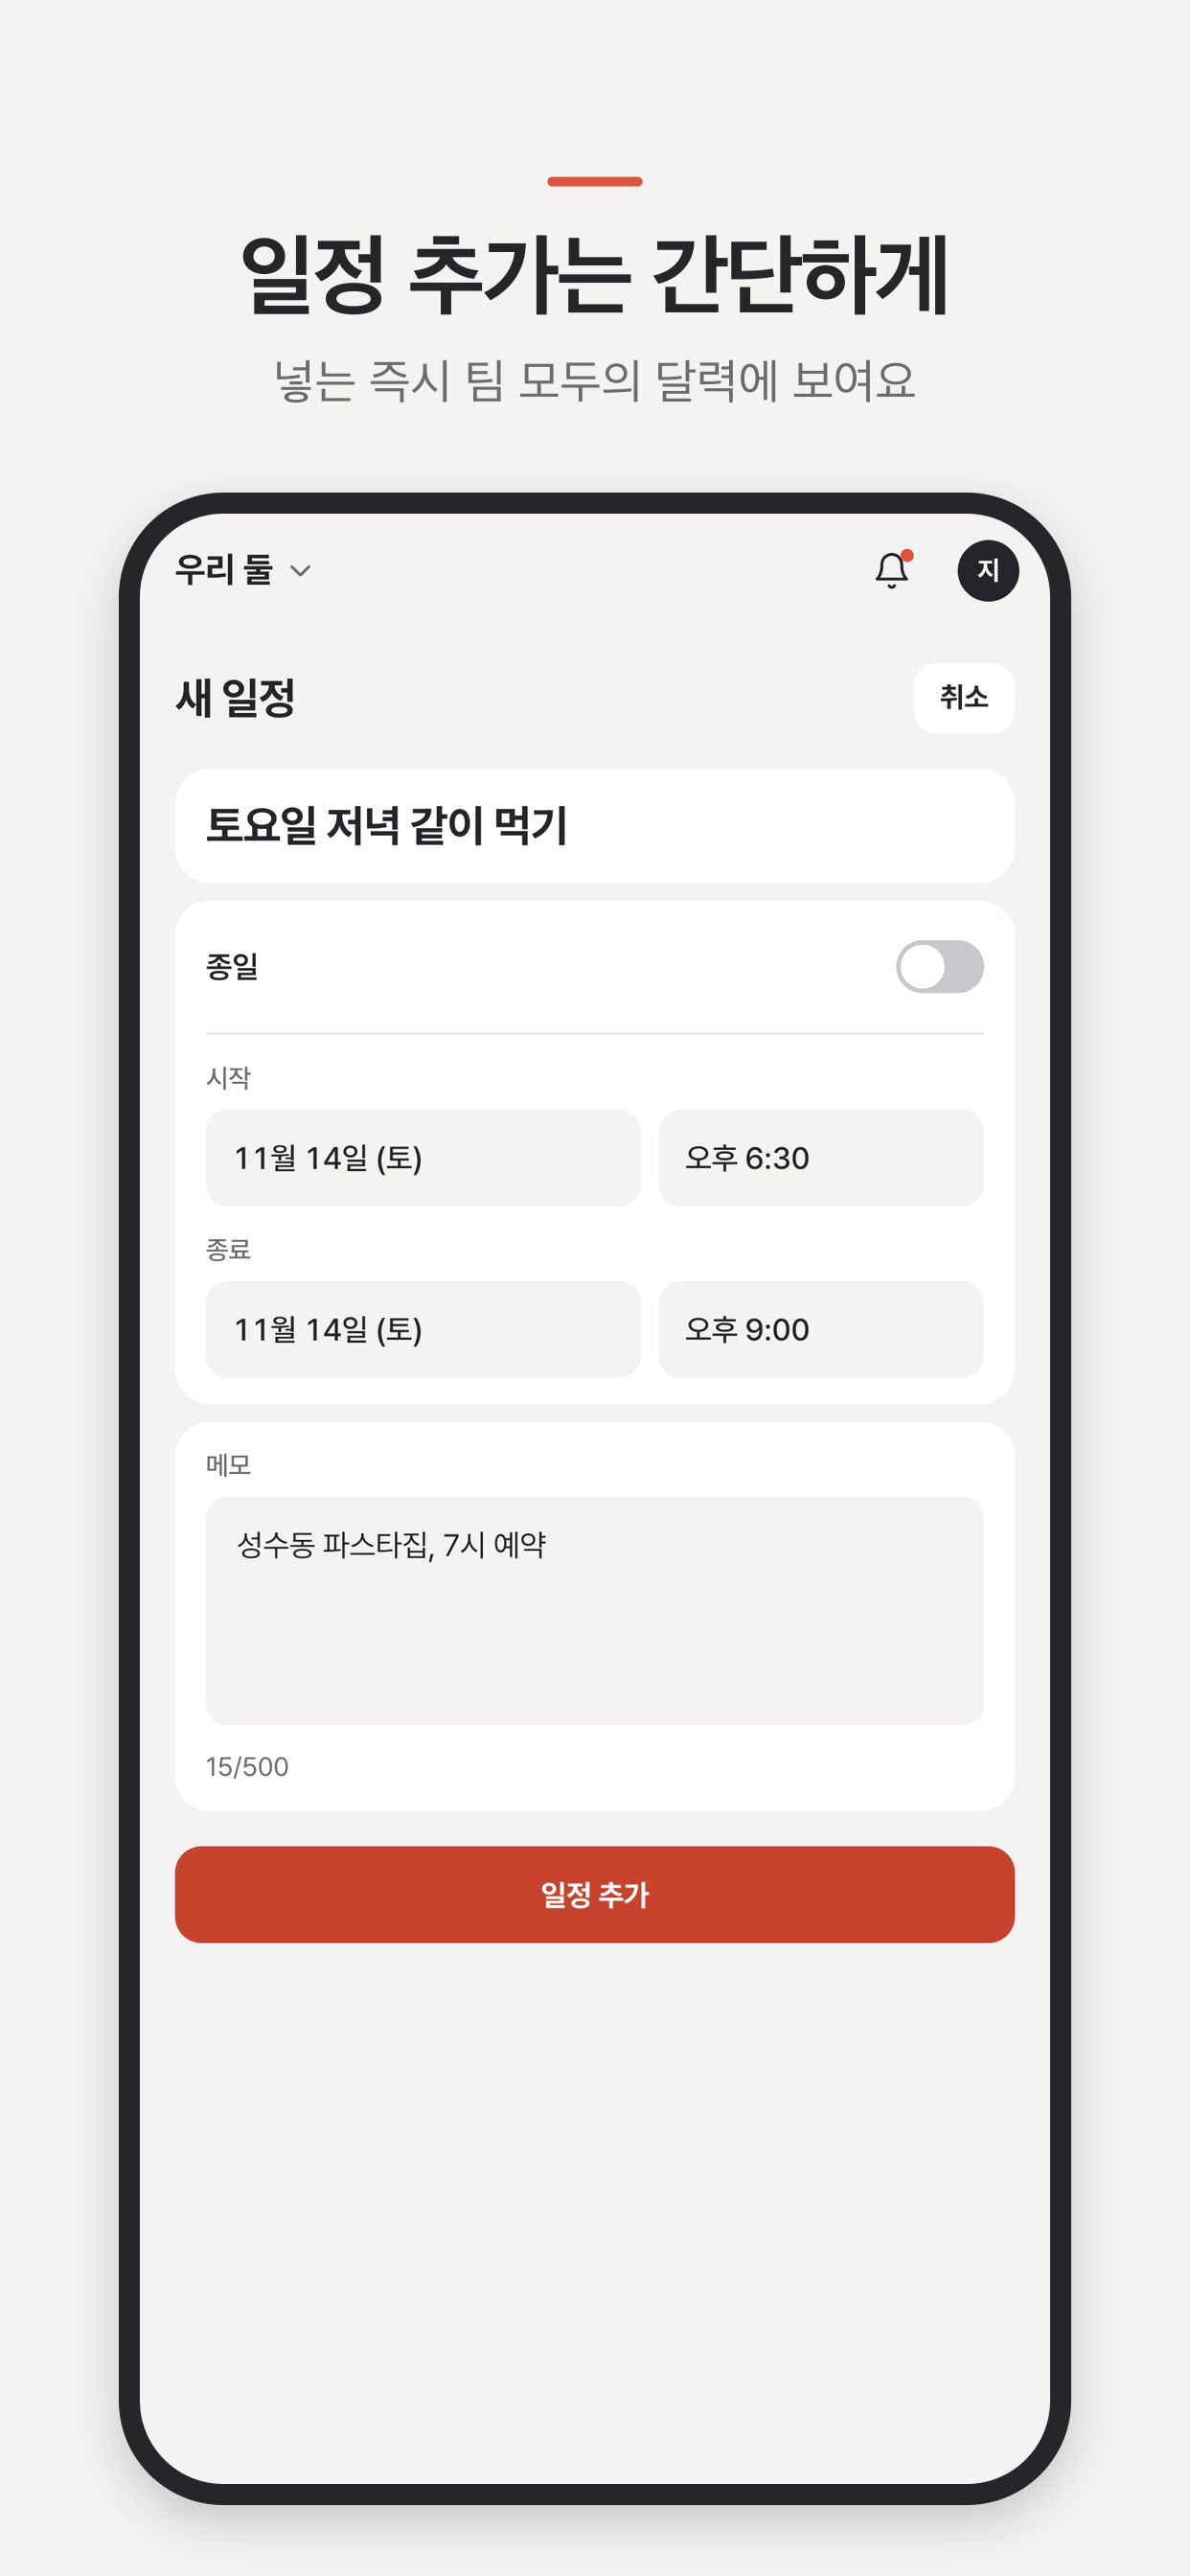 일정 추가는 간단하게
넣는 즉시 팀 모두의 달력에 보여요
우리 둘
지
새 일정
취소
토요일 저녁 같이 먹기
종일
시작
11월 14일 (토)
오후 6:30
종료
11월 14일 (토)
오후 9:00
메모
성수동 파스타집, 7시 예약
15/500
일정 추가